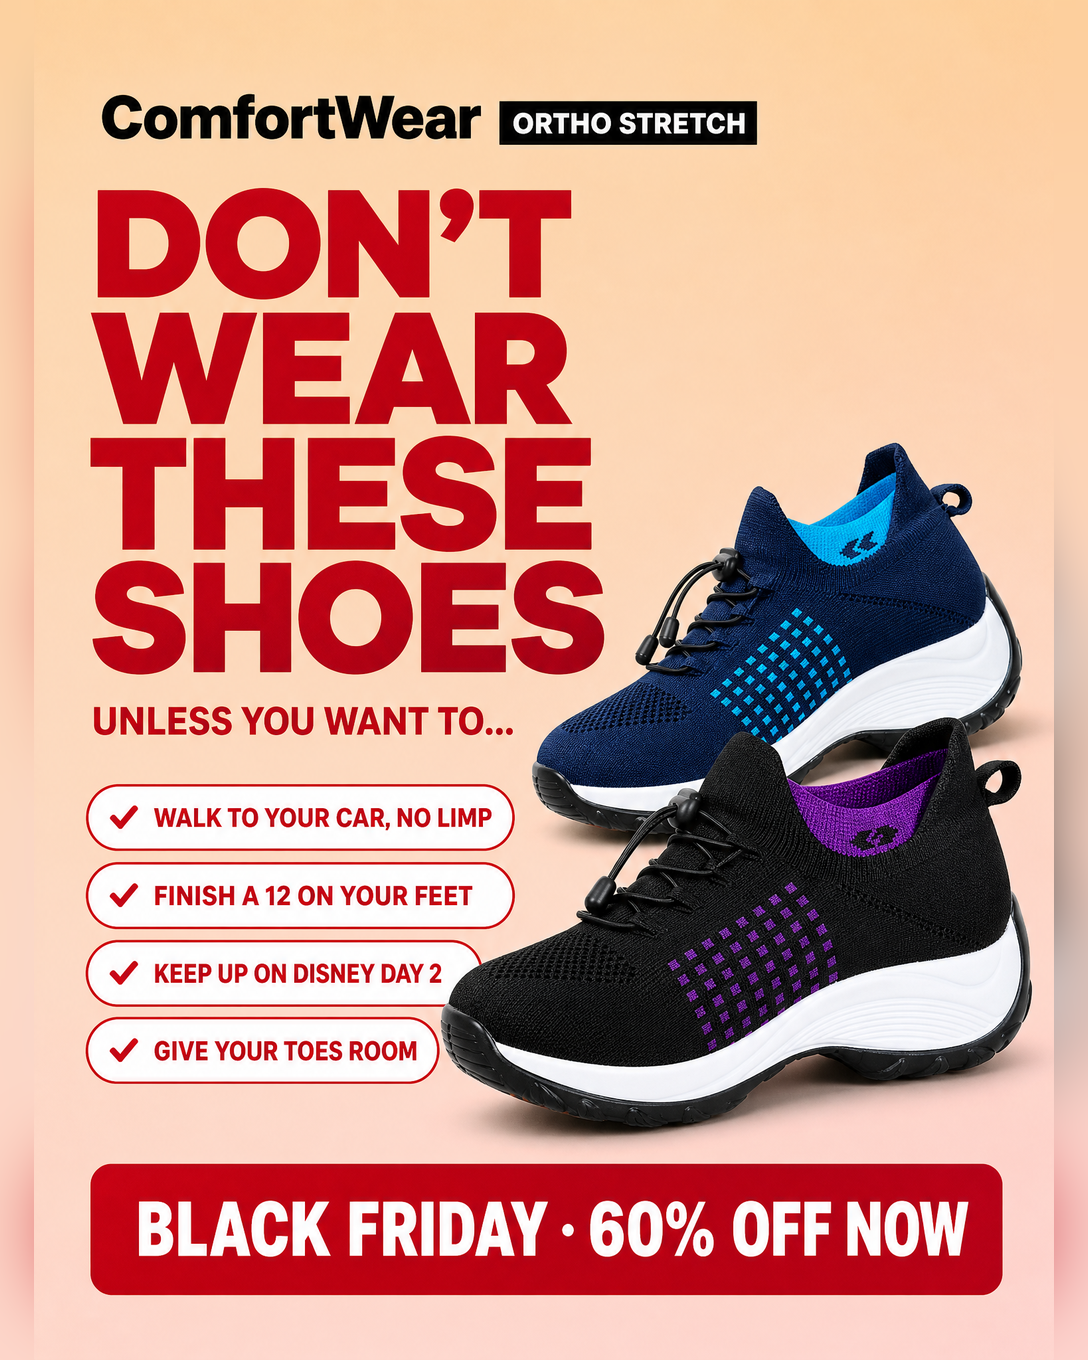 ComfortWear ORTHO STRETCH
DON'T
WEAR
THESE
SHOES
UNLESS YOU WANT TO...
WALK TO YOUR CAR, NO LIMP
FINISH A 12 ON YOUR FEET
KEEP UP ON DISNEY DAY 2
GIVE YOUR TOES ROOM
BLACK FRIDAY · 60% OFF NOW